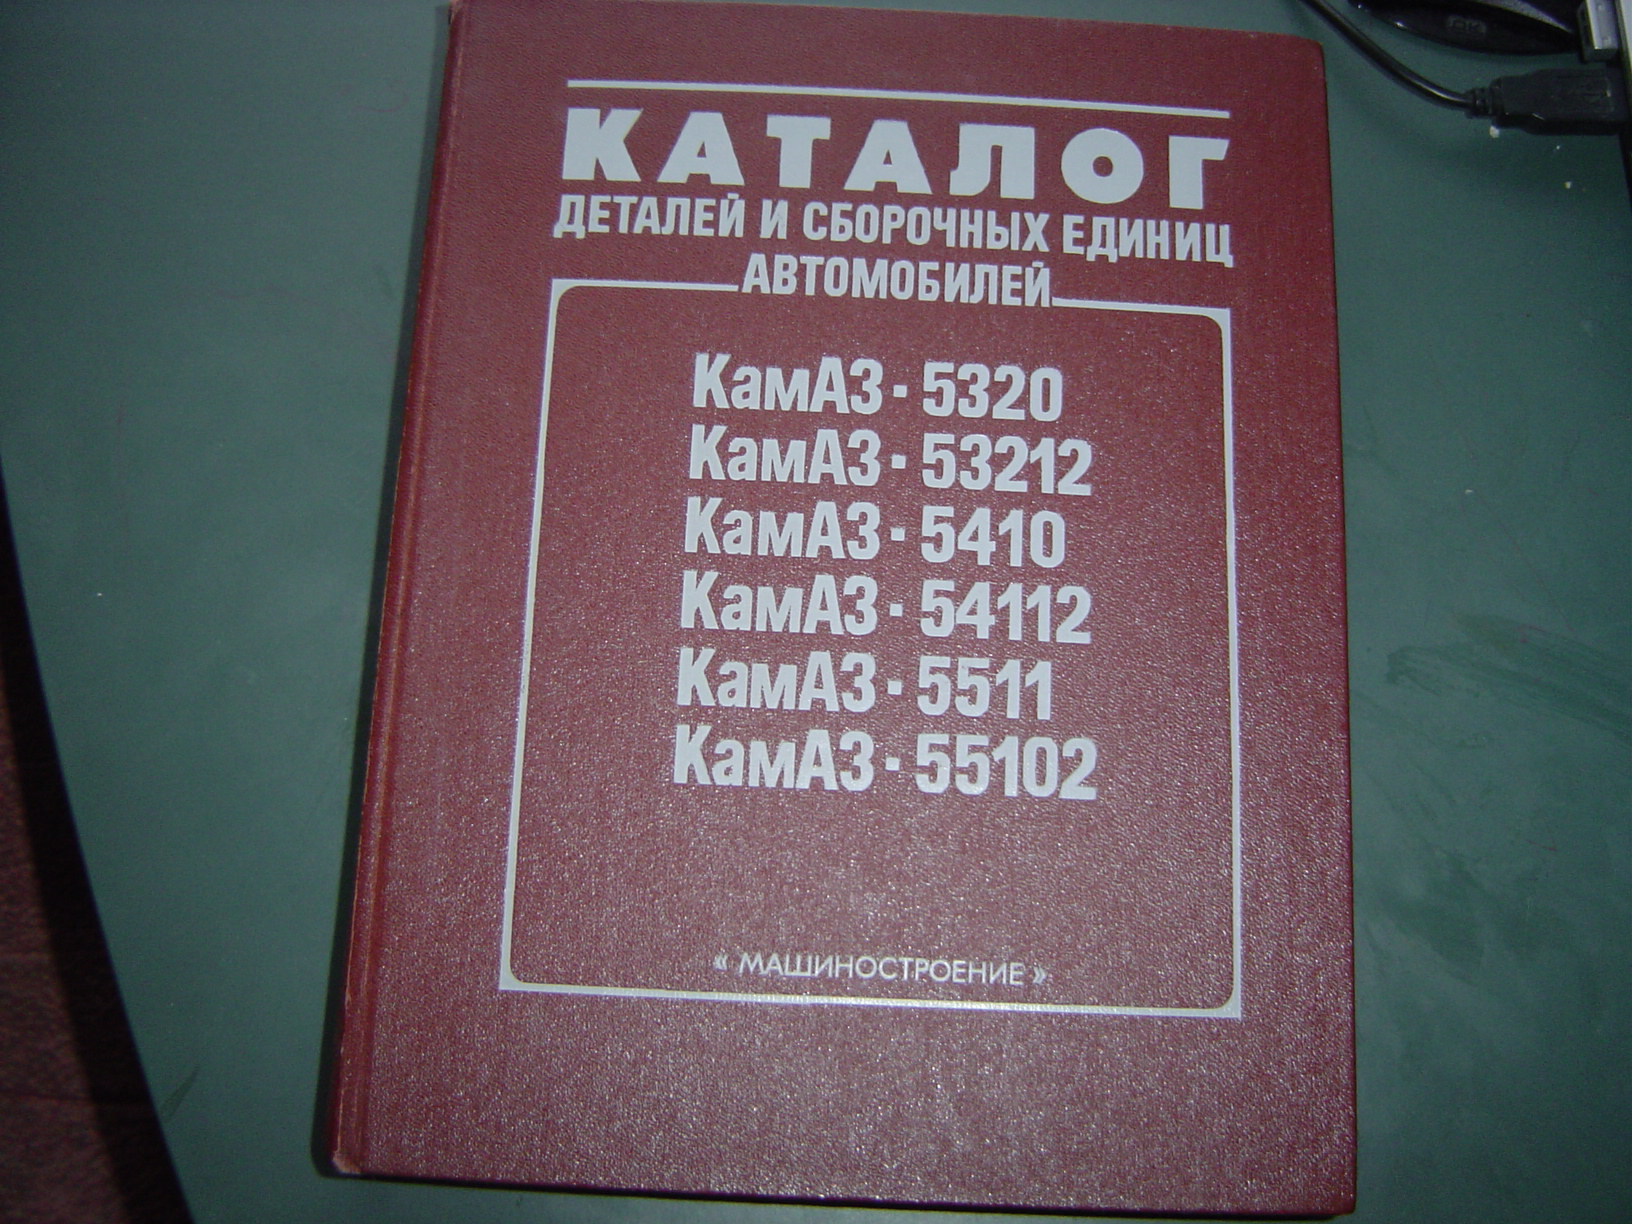 КАТАЛОГ
ДЕТАЛЕЙ И СБОРОЧНЫХ ЕДИНИЦ
АВТОМОБИЛЕЙ
КамАЗ · 5320
КамАЗ · 53212
КамАЗ · 5410
КамАЗ · 54112
КамАЗ · 5511
КамАЗ · 55102
« МАШИНОСТРОЕНИЕ »